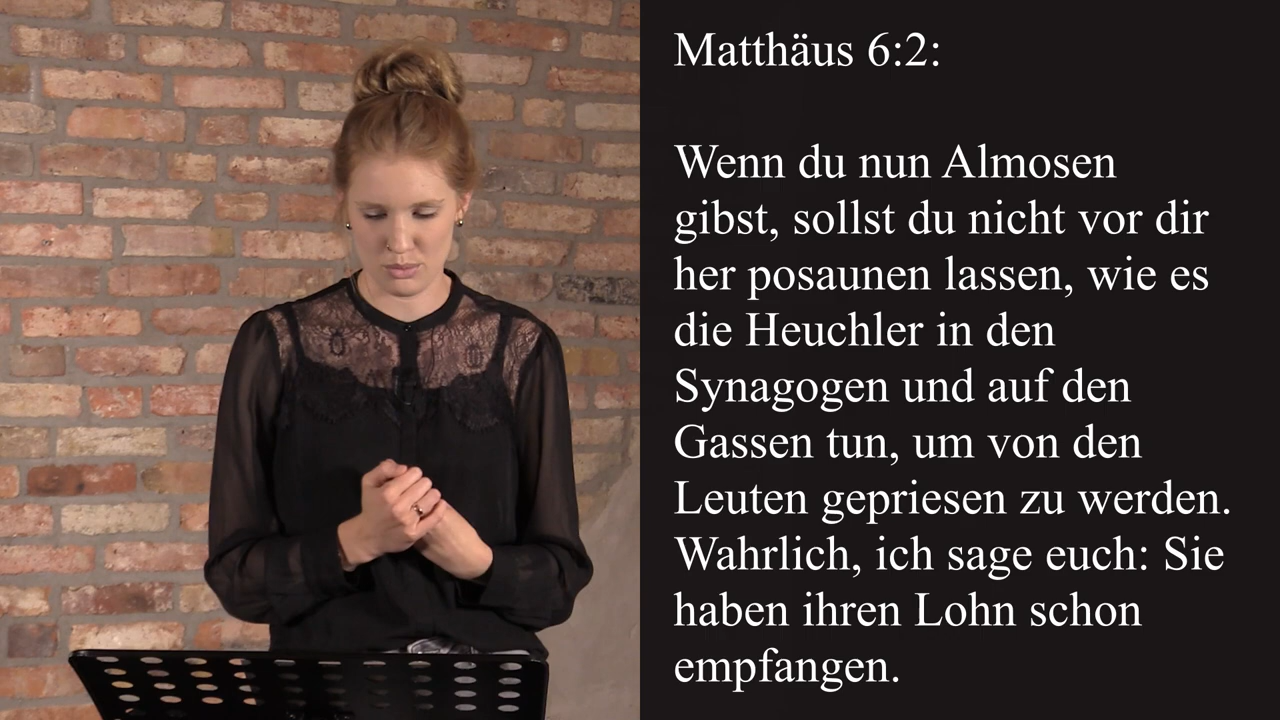 Matthäus 6:2:
Wenn du nun Almosen
gibst, sollst du nicht vor dir
her posaunen lassen, wie es
die Heuchler in den
Synagogen und auf den
Gassen tun, um von den
Leuten gepriesen zu werden.
Wahrlich, ich sage euch: Sie
haben ihren Lohn schon
empfangen.